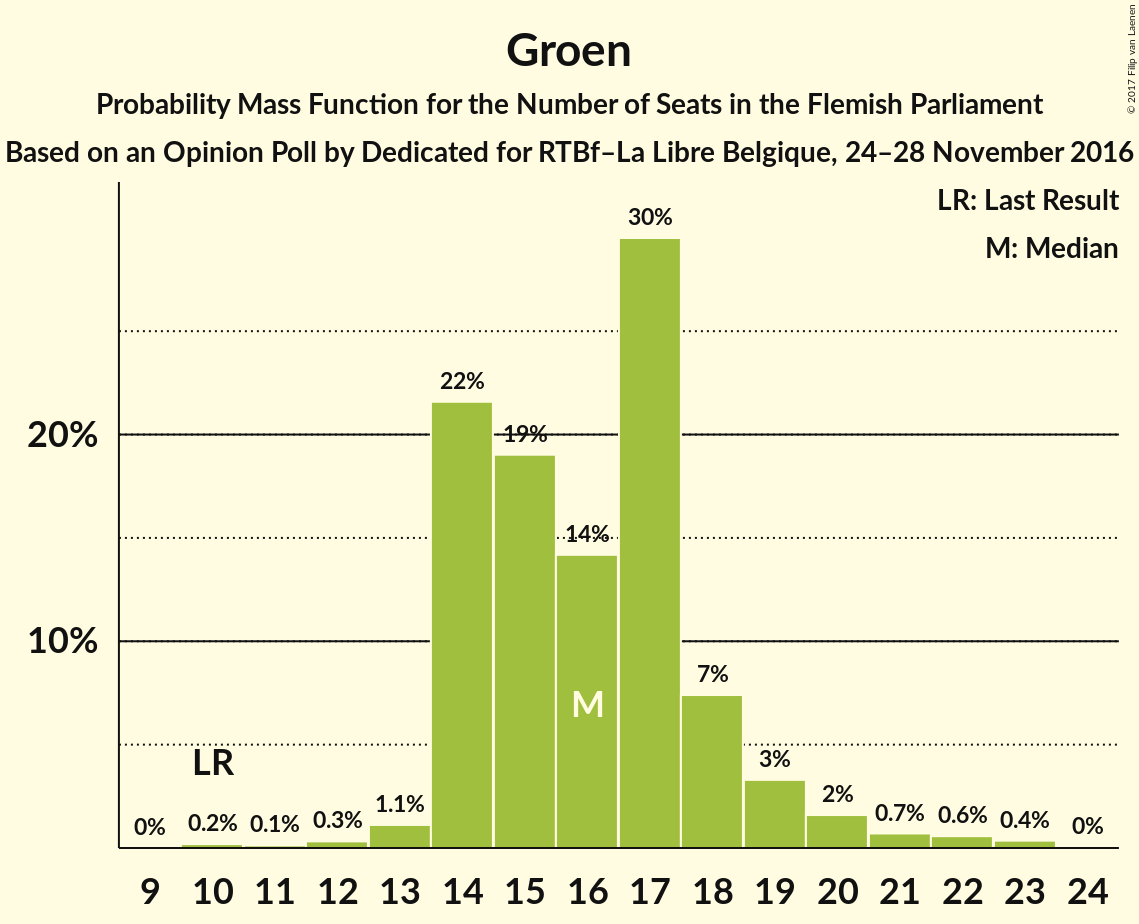 Groen
Probability Mass Function for the Number of Seats in the Flemish Parliament
Based on an Opinion Poll by Dedicated for RTBf–La Libre Belgique, 24–28 November 2016
© 2017 Filip van Laenen
LR: Last Result
M: Median
30%
22%
20%
19%
14%
10%
7%
M
LR
3%
2%
1.1%
0% 0.2% 0.1% 0.3% 0.7% 0.6% 0.4% 0%
9 10 11 12 13 14 15 16 17 18 19 20 21 22 23 24